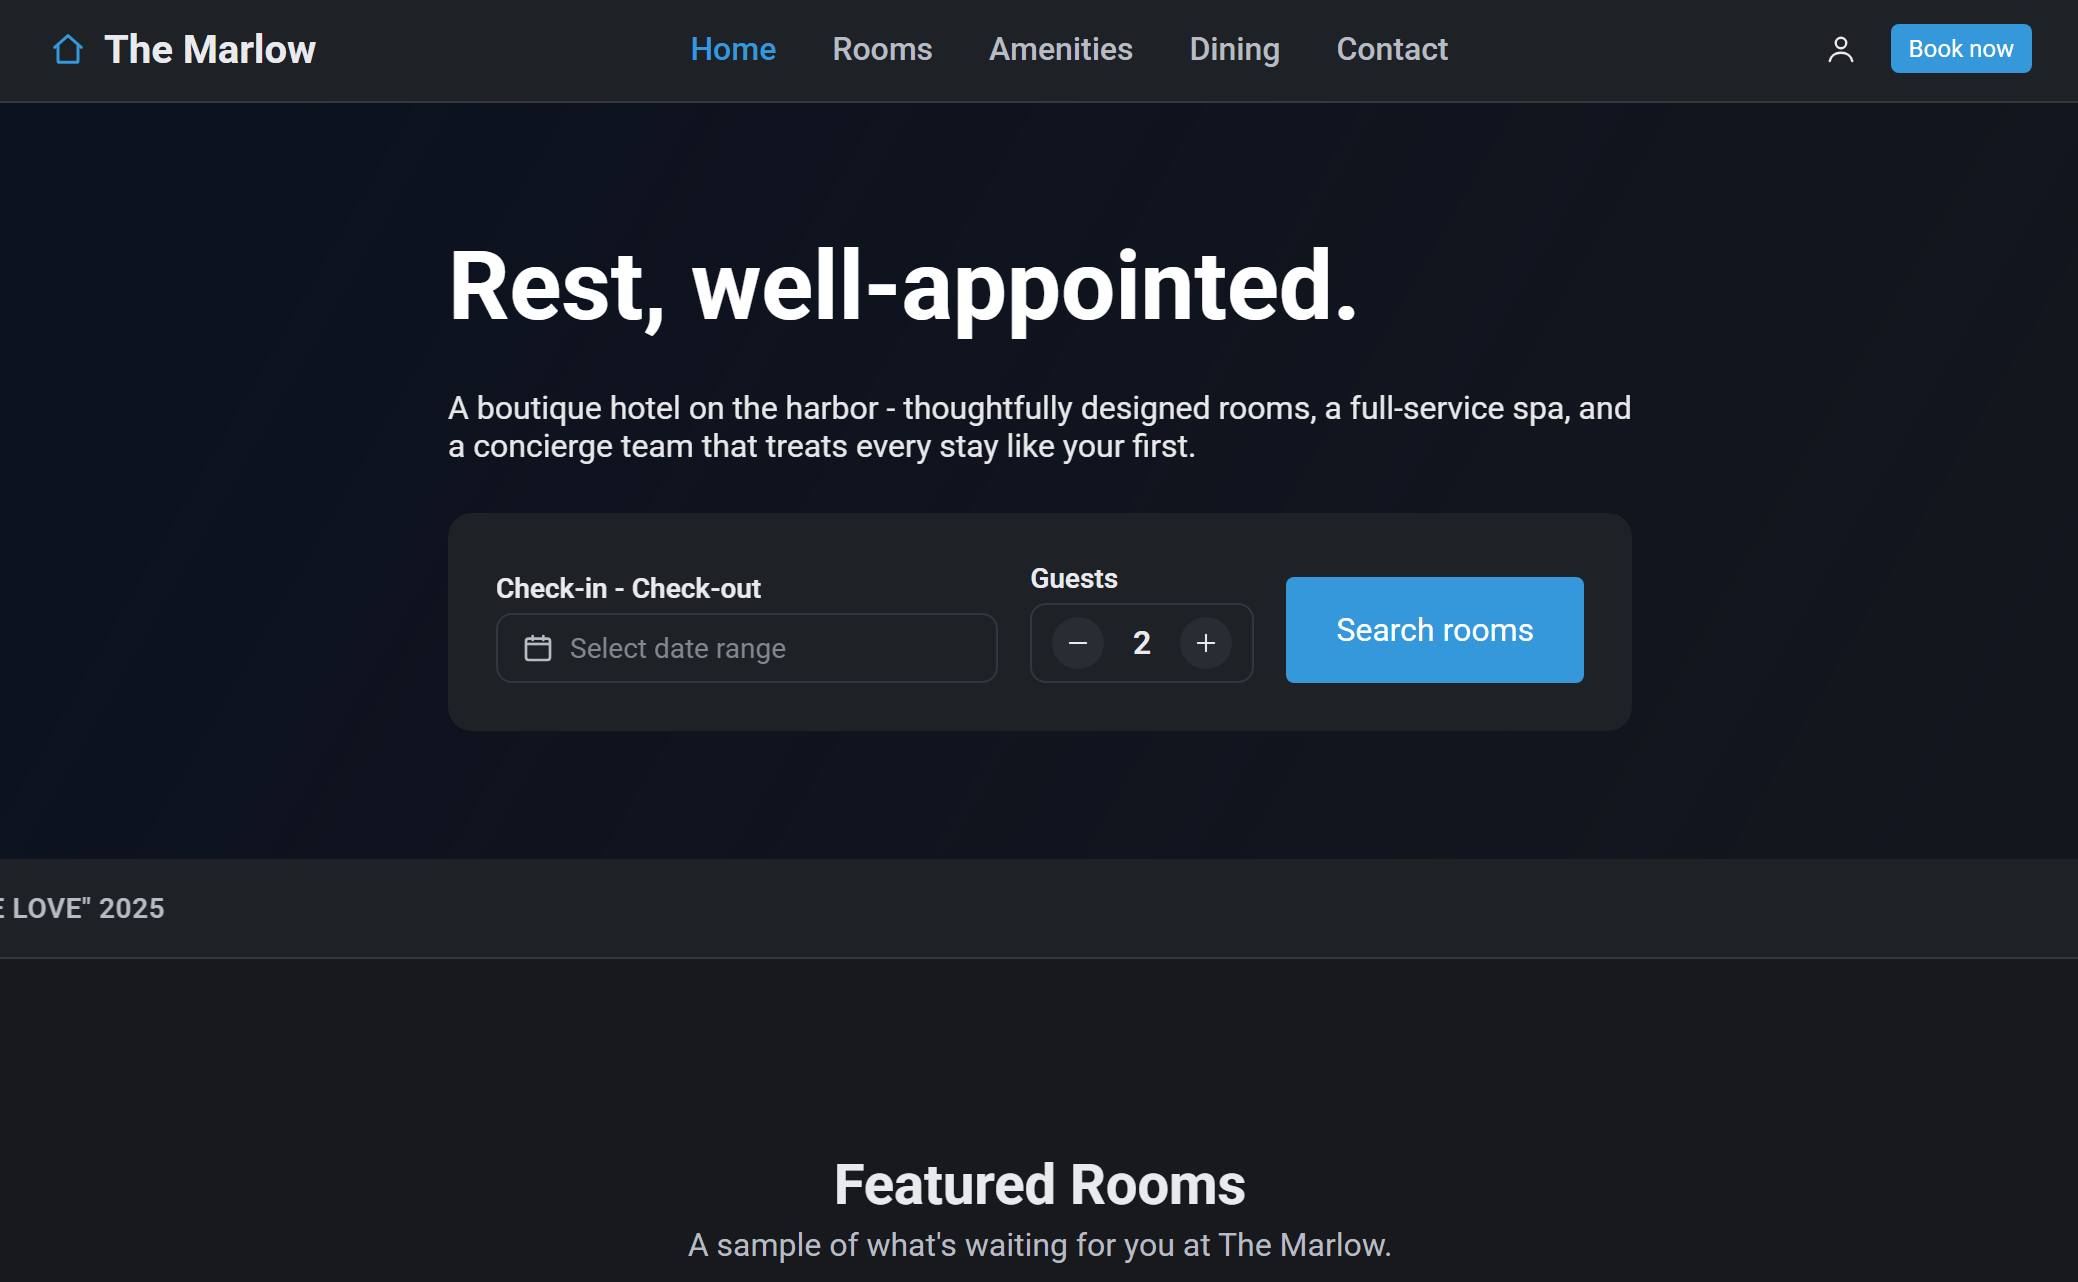 The Marlow
Home Rooms Amenities Dining Contact
Book now
Rest, well-appointed.
A boutique hotel on the harbor - thoughtfully designed rooms, a full-service spa, and
a concierge team that treats every stay like your first.
Check-in - Check-out
Select date range
Guests
2
Search rooms
LOVE" 2025
Featured Rooms
A sample of what's waiting for you at The Marlow.